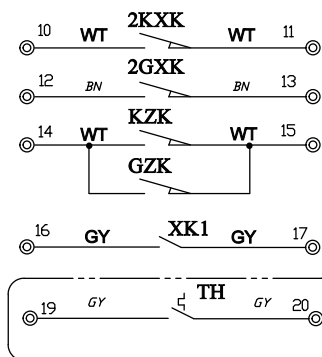 10 WT 2KXK WT 11
12 BN 2GXK BN 13
14 WT KZK WT 15
GZK
16 GY XK1 GY 17
19 GY TH GY 20